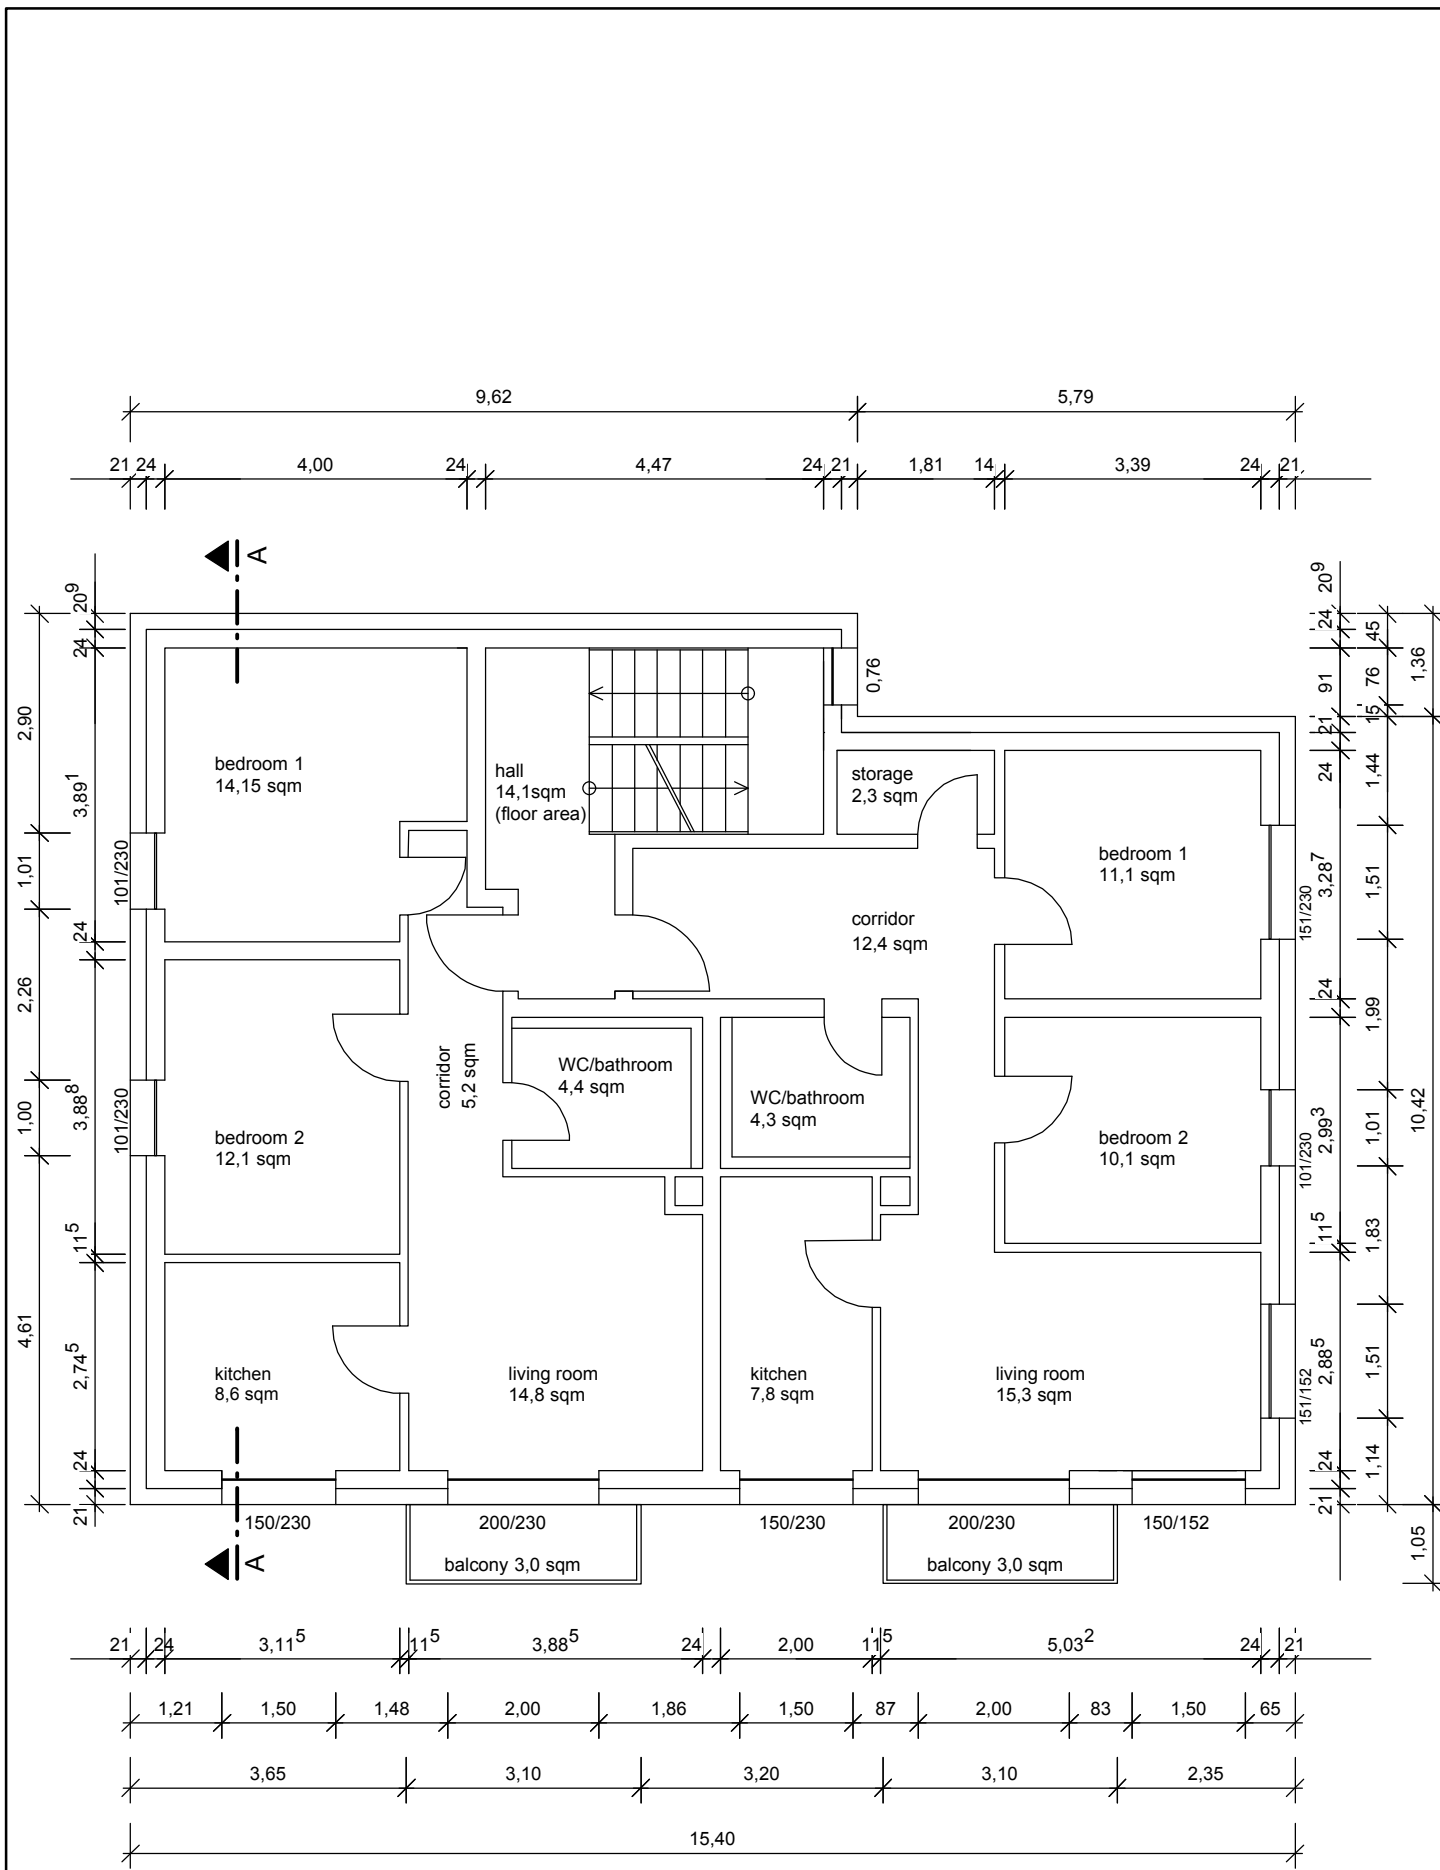 9,62
5,79
21 24 4,00 24 4,47 24 21 1,81 14 3,39 24 21
A
20⁹
24
3,89¹
24
3,88⁸
11⁵
2,74⁵
24
21
2,90
1,01
2,26
1,00
4,61
101/230
101/230
bedroom 1
14,15 sqm
hall
14,1sqm
(floor area)
0,76
storage
2,3 sqm
bedroom 1
11,1 sqm
corridor
12,4 sqm
corridor
5,2 sqm
WC/bathroom
4,4 sqm
WC/bathroom
4,3 sqm
bedroom 2
12,1 sqm
bedroom 2
10,1 sqm
kitchen
8,6 sqm
living room
14,8 sqm
kitchen
7,8 sqm
living room
15,3 sqm
151/230
101/230
151/152
20⁹
24
91
21
24
3,28⁷
24
2,99³
11⁵
2,88⁵
24
21
45
76
15
1,44
1,51
1,99
1,01
1,83
1,51
1,14
1,36
10,42
1,05
150/230 200/230 150/230 200/230 150/152
A
balcony 3,0 sqm balcony 3,0 sqm
21 24 3,11⁵ 11⁵ 3,88⁵ 24 2,00 11⁵ 5,03² 24 21
1,21 1,50 1,48 2,00 1,86 1,50 87 2,00 83 1,50 65
3,65 3,10 3,20 3,10 2,35
15,40